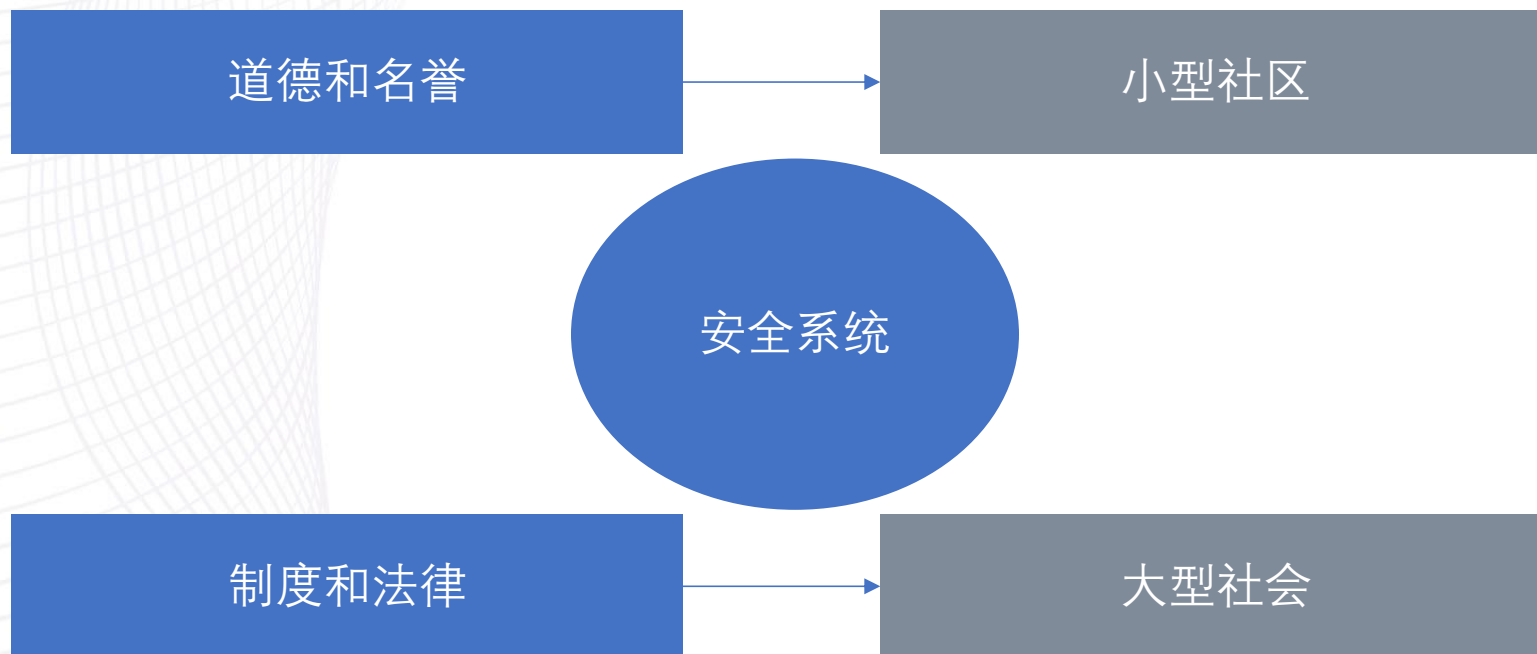 道德和名誉
小型社区
安全系统
制度和法律
大型社会